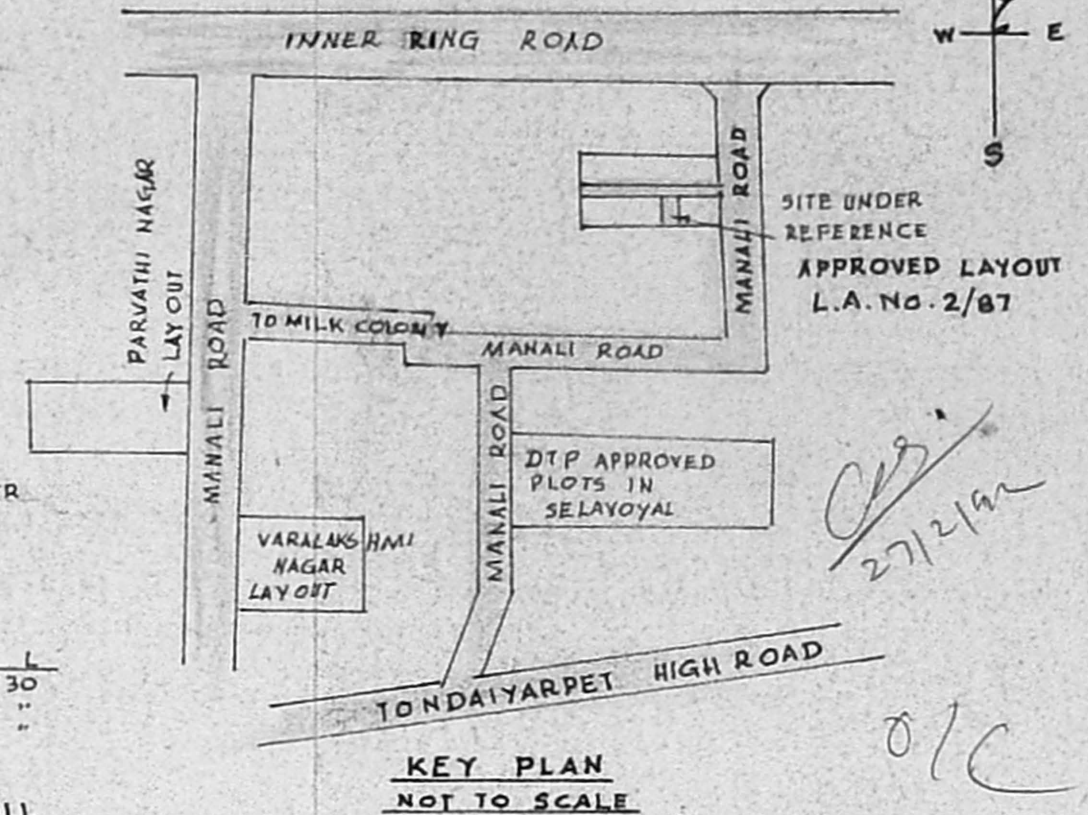 INNER RING ROAD
W E
S
MANALI ROAD
SITE UNDER
REFERENCE
APPROVED LAYOUT
L.A. NO. 2/87
PARVATHI NAGAR
LAYOUT
MANALI ROAD
TO MILK COLONY
MANALI ROAD
MANALI ROAD
DTP APPROVED
PLOTS IN
SELAVOYAL
R
VARALAKSHMI
NAGAR
LAYOUT
27/2/92
L
30
"
"
TONDAIYARPET HIGH ROAD
O/C
KEY PLAN
NOT TO SCALE